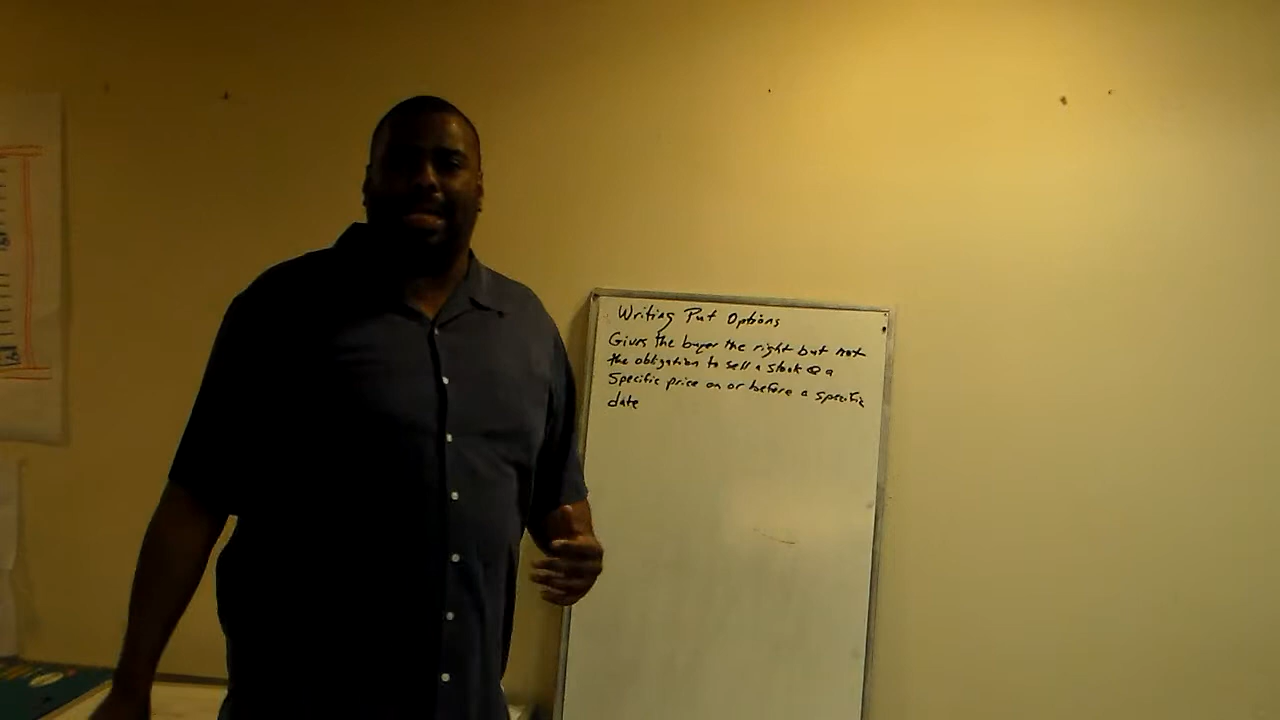 Writing Put Options
Gives the buyer the right but not
the obligation to sell a stock @ a
Specific price on or before a specific
date